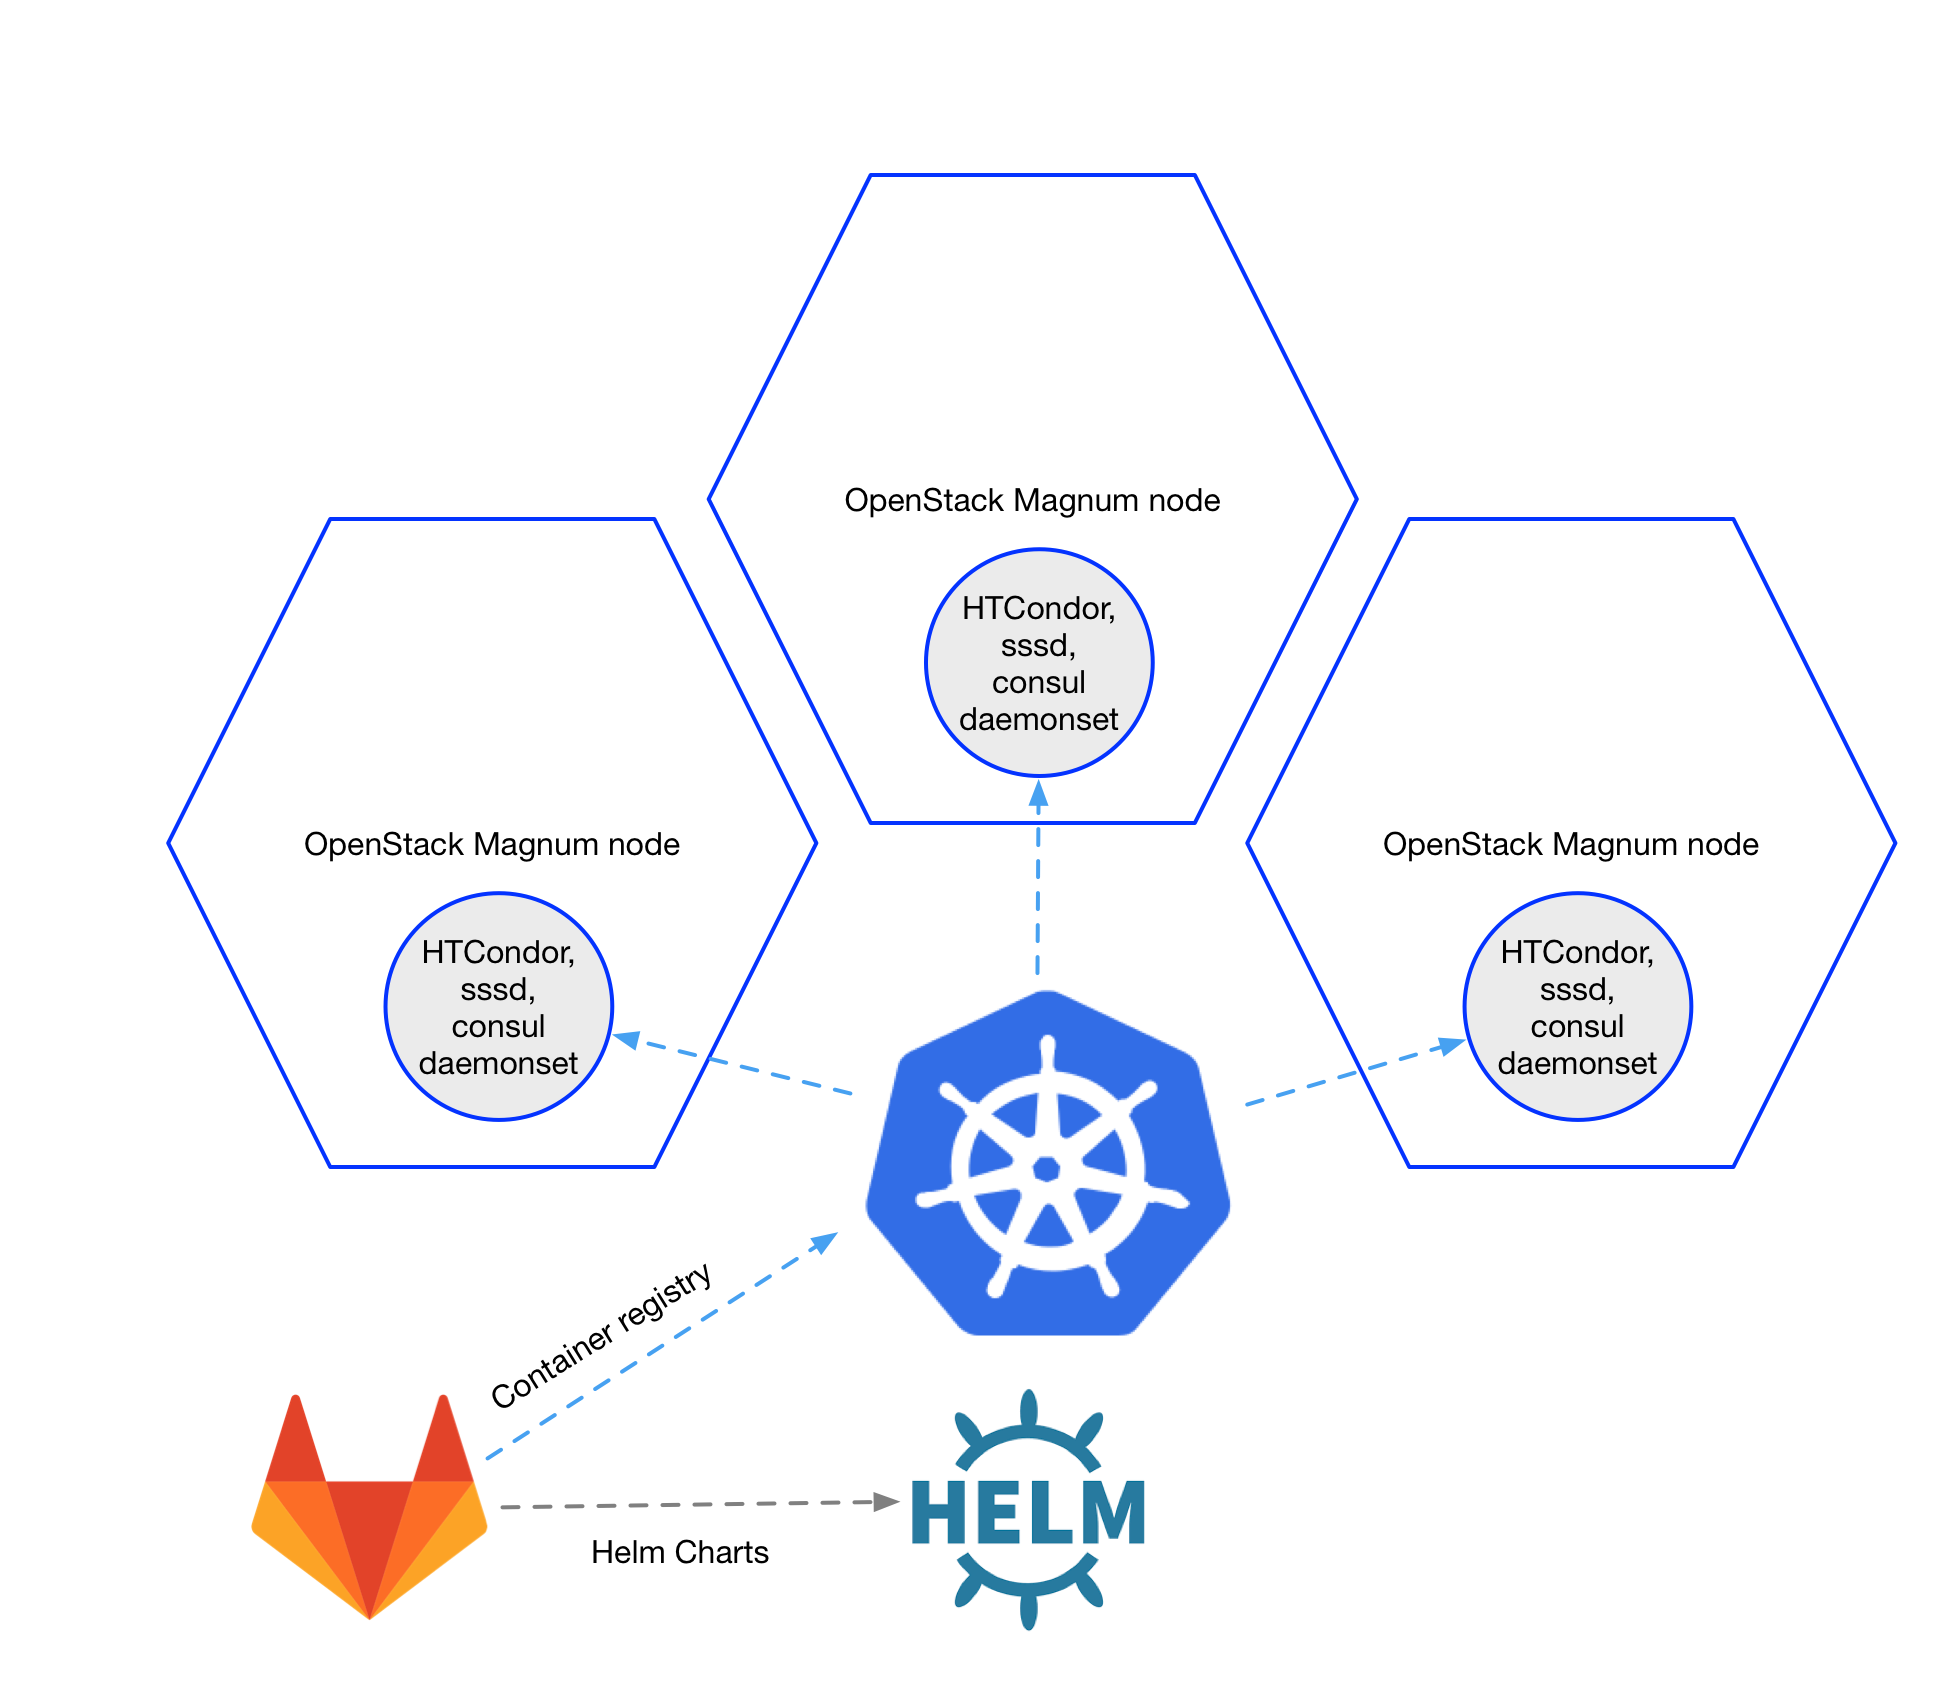 OpenStack Magnum node
HTCondor,
sssd,
consul
daemonset
OpenStack Magnum node
HTCondor,
sssd,
consul
daemonset
OpenStack Magnum node
HTCondor,
sssd,
consul
daemonset
Container registry
HELM
Helm Charts